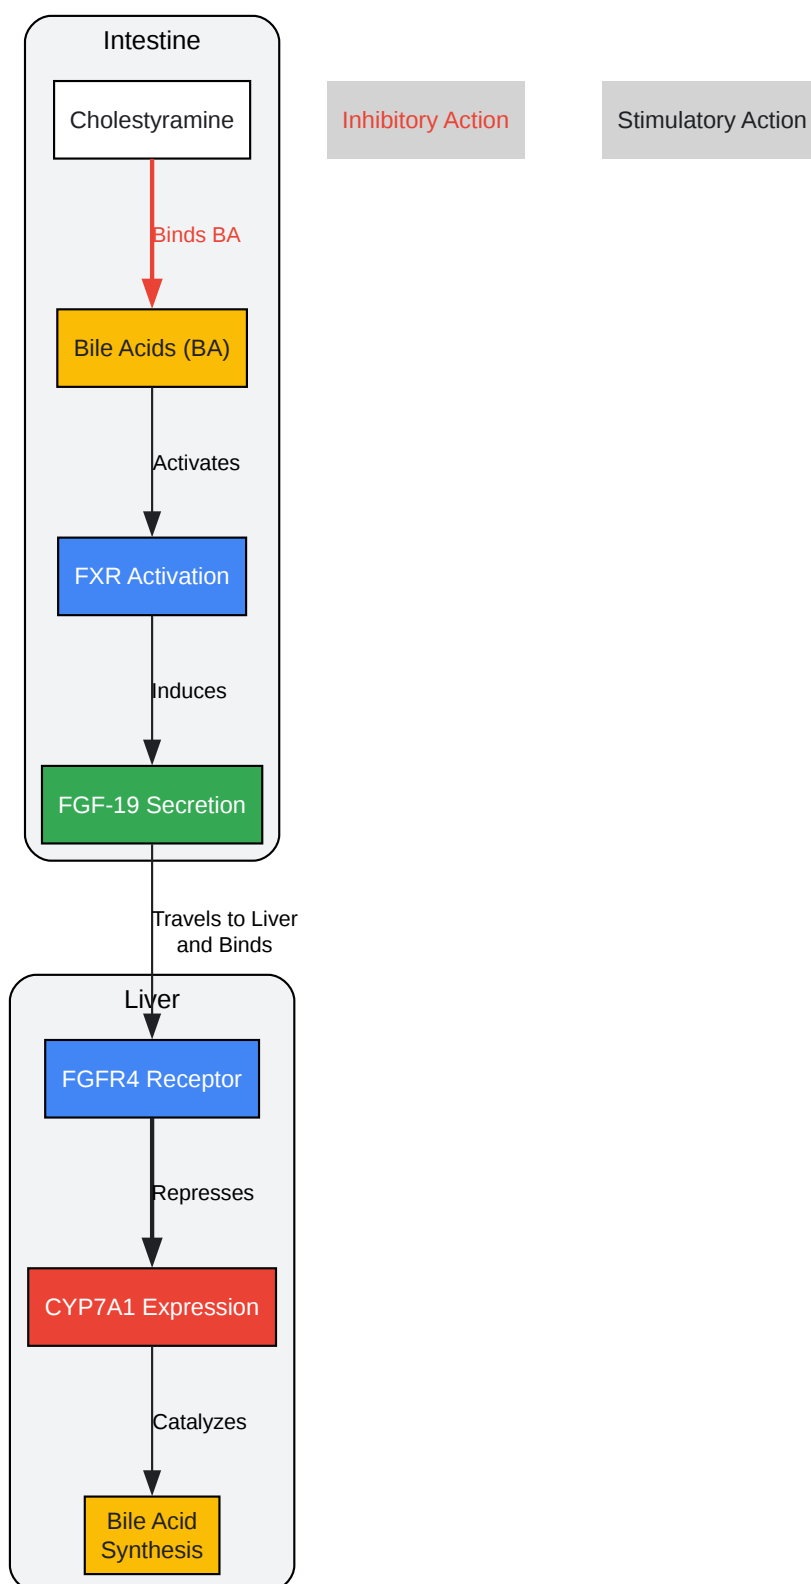 Intestine
Cholestyramine
Inhibitory Action
Stimulatory Action
Binds BA
Bile Acids (BA)
Activates
FXR Activation
Induces
FGF-19 Secretion
Travels to Liver
and Binds
Liver
FGFR4 Receptor
Represses
CYP7A1 Expression
Catalyzes
Bile Acid
Synthesis